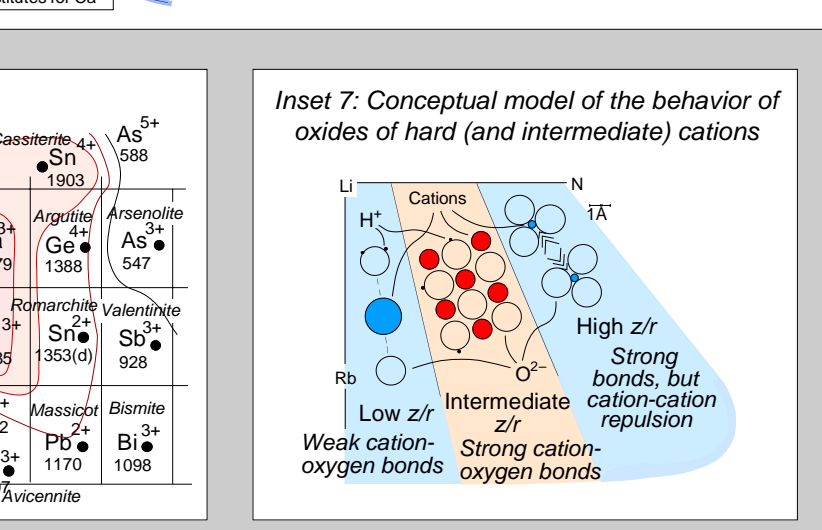 Cassiterite
Sn4+
1903
As5+
588
Argutite
Ge4+
1388
Arsenolite
As3+
547
Romarchite
Sn2+
1353(d)
Valentinite
Sb3+
928
Massicot
Pb2+
1170
Bismite
Bi3+
1098
Avicennite
Inset 7: Conceptual model of the behavior of
oxides of hard (and intermediate) cations
Li
N
Cations
H+
1Å
Rb
O2–
High z/r
Strong
bonds, but
cation-cation
repulsion
Intermediate
z/r
Strong cation-
oxygen bonds
Low z/r
Weak cation-
oxygen bonds